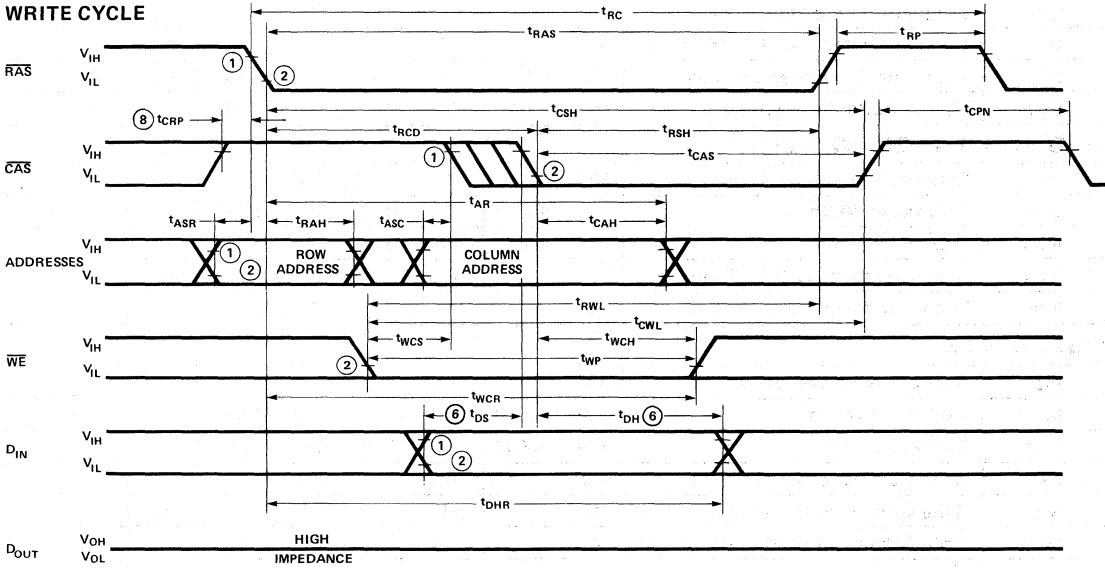 WRITE CYCLE
tRC
tRAS
tRP
RAS
VIH
VIL
1
2
tCSH
tCPN
8 tCRP
tRCD
tRSH
CAS
VIH
VIL
1
2
tCAS
tAR
tASR
tRAH
tASC
tCAH
ADDRESSES
VIH
VIL
1
2
ROW
ADDRESS
COLUMN
ADDRESS
tRWL
tCWL
WE
VIH
VIL
2
tWCS
tWCH
tWP
tWCR
6 tDS
tDH 6
DIN
VIH
VIL
1
2
tDHR
DOUT
VOH
VOL
HIGH
IMPEDANCE